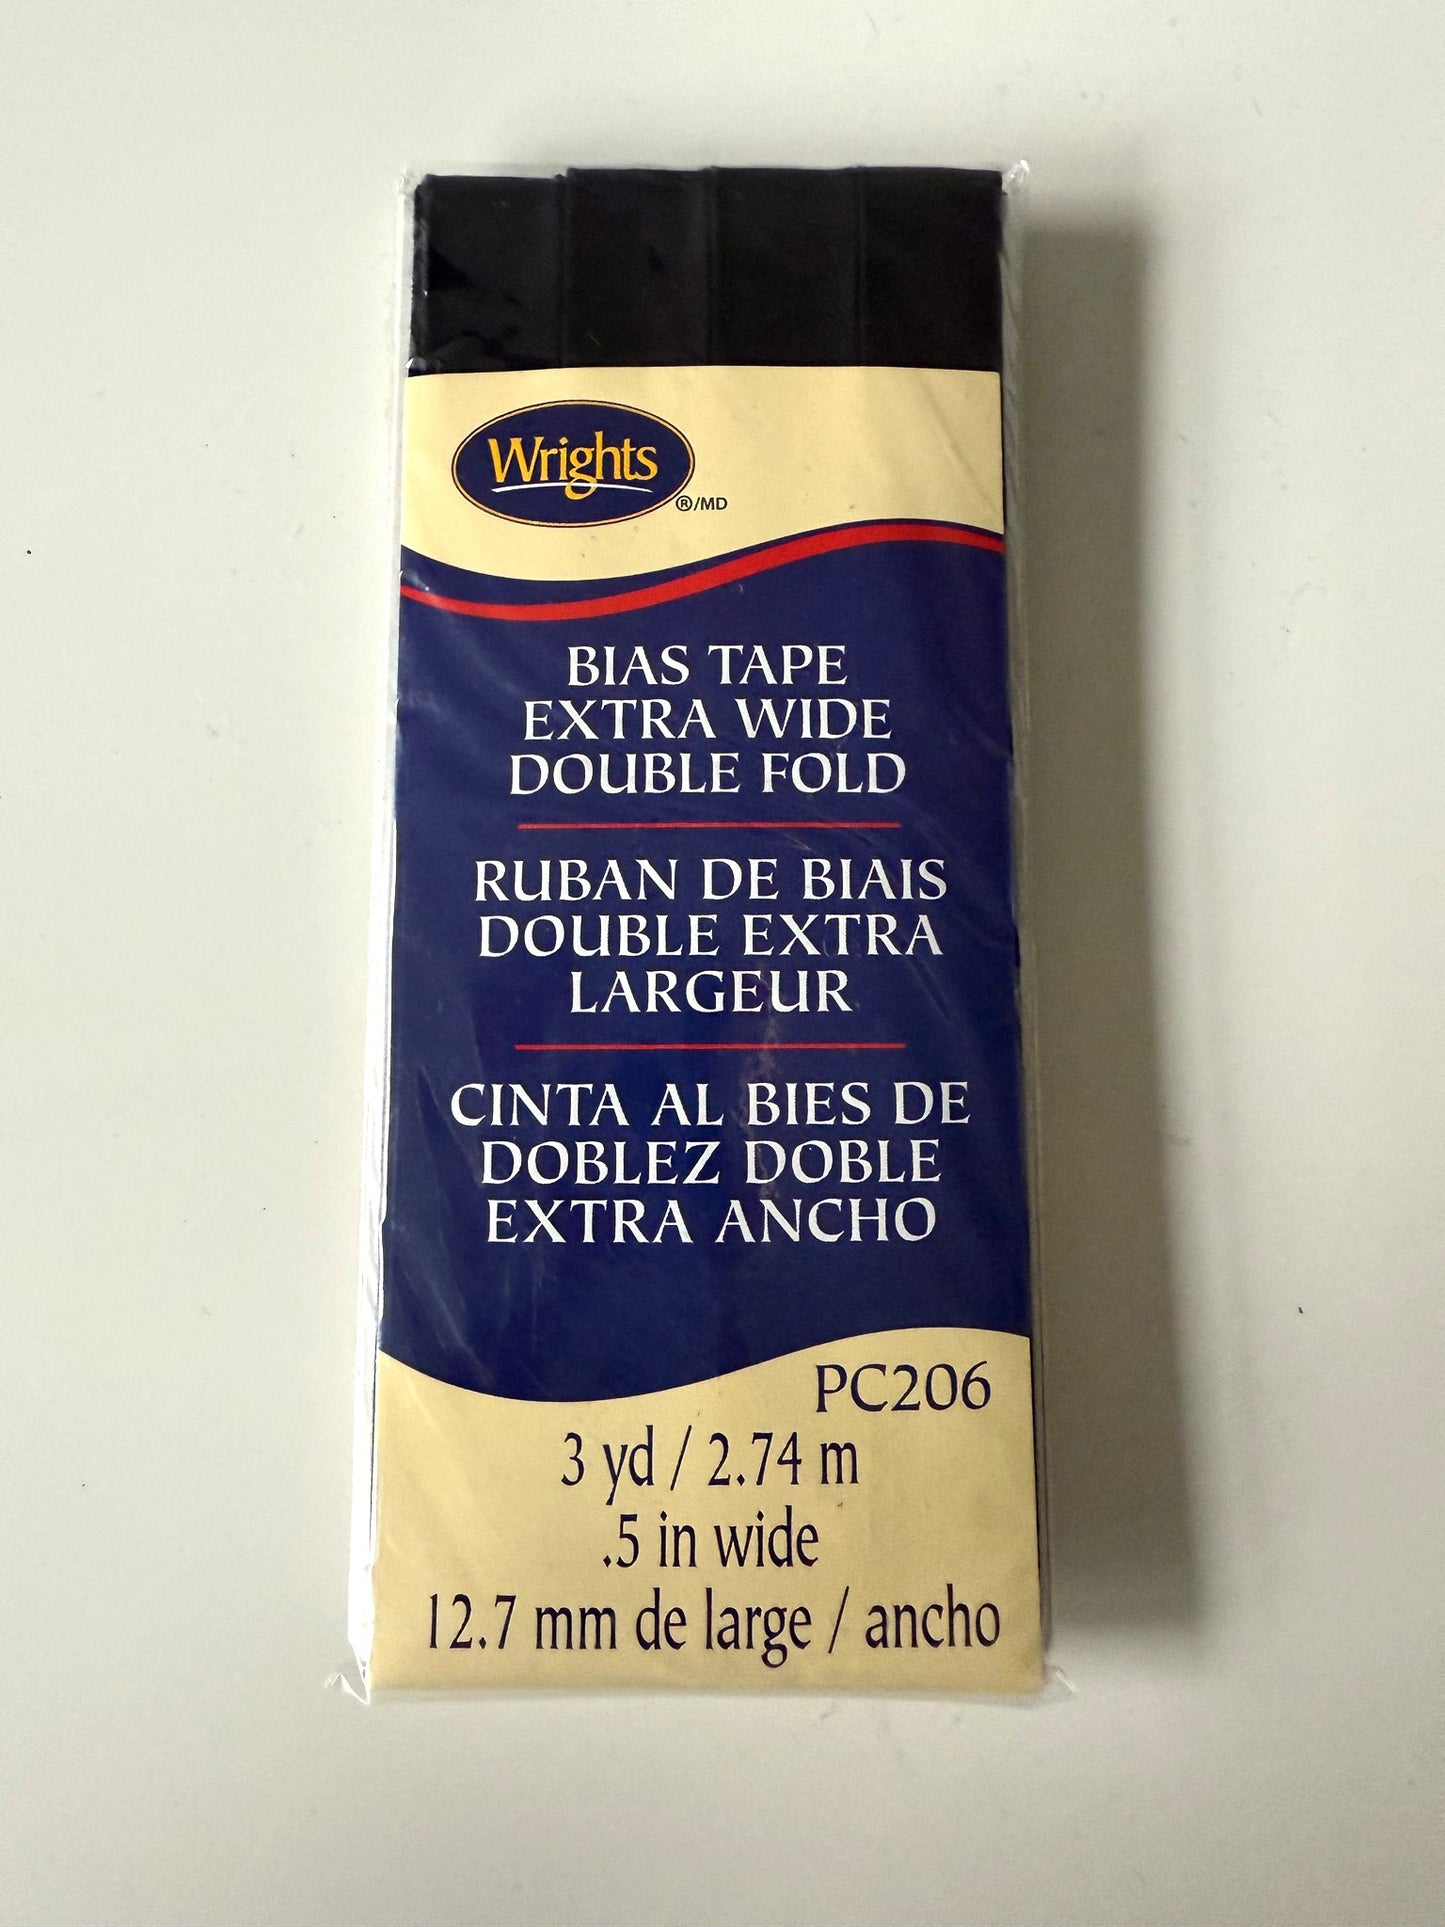 Wrights
®/MD
BIAS TAPE
EXTRA WIDE
DOUBLE FOLD
RUBAN DE BIAIS
DOUBLE EXTRA
LARGEUR
CINTA AL BIES DE
DOBLEZ DOBLE
EXTRA ANCHO
PC206
3 yd / 2.74 m
.5 in wide
12.7 mm de large / ancho